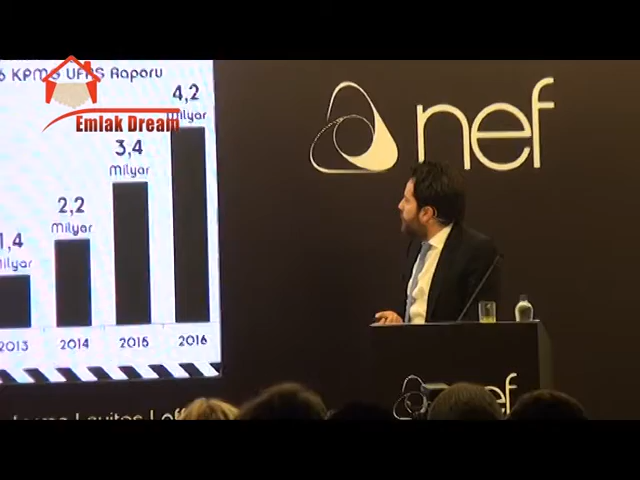 KPMG UFRS Raporu
Emlak Dream
4,2
Milyar
3,4
Milyar
2,2
Milyar
1,4
2013
2014
2015
2016
nef
nef